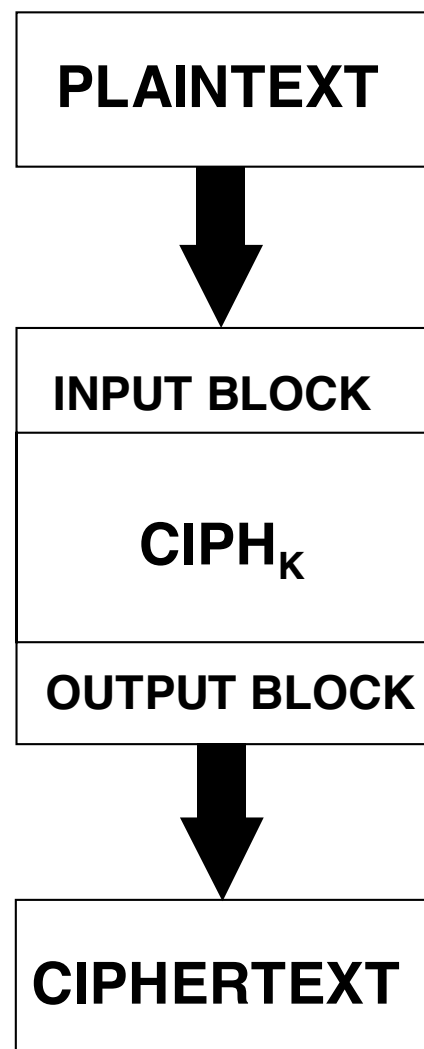 PLAINTEXT
INPUT BLOCK
CIPHK
OUTPUT BLOCK
CIPHERTEXT